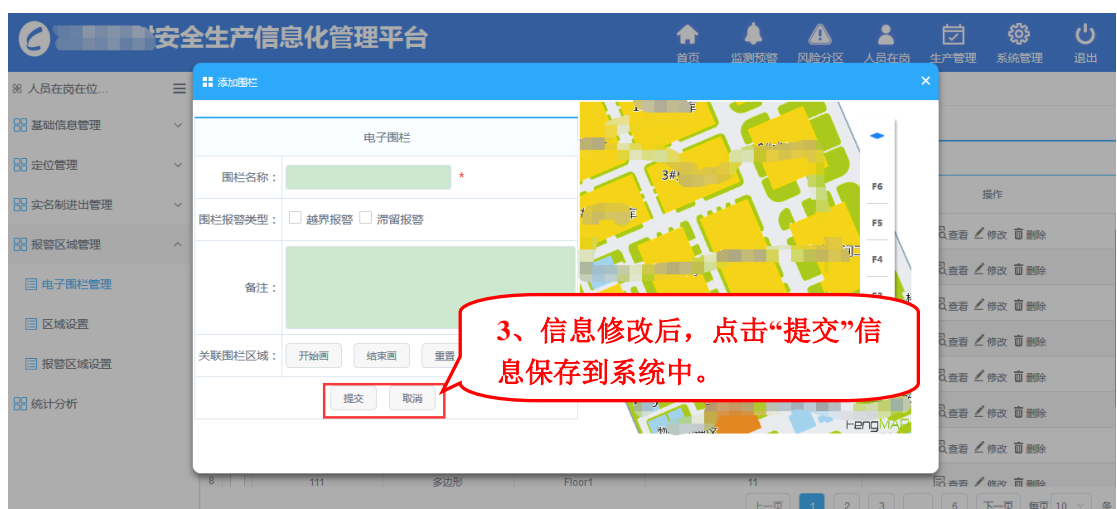 安全生产信息化管理平台
首页 监测预警 风险分区 人员在岗 生产管理 系统管理 退出
人员在岗在位...
添加围栏
基础信息管理
定位管理
实名制进出管理
报警区域管理
电子围栏管理
区域设置
报警区域设置
统计分析
电子围栏
围栏名称： *
围栏报警类型： 越界报警 滞留报警
备注：
关联围栏区域： 开始画 结束画 重置
提交 取消
3#
F6
F5
F4
FengMAP
3、信息修改后，点击“提交”信
息保存到系统中。
操作
查看 修改 删除
查看 修改 删除
查看 修改 删除
查看 修改 删除
查看 修改 删除
查看 修改 删除
查看 修改 删除
8 111 多边形 Floor1 11 查看 修改 删除
上一页 1 2 3 6 下一页 每页 10 条